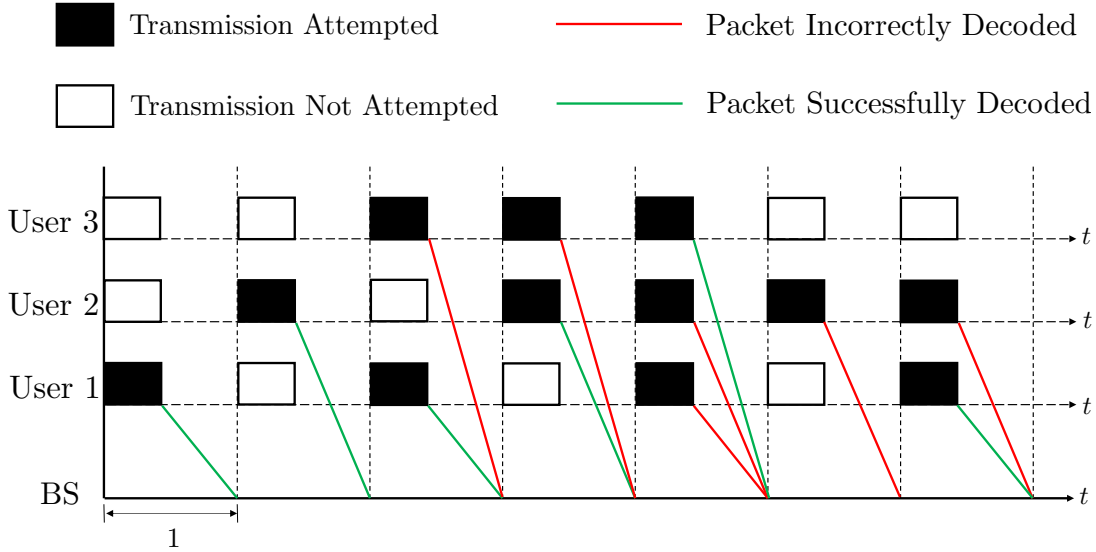 Transmission Attempted
Packet Incorrectly Decoded
Transmission Not Attempted
Packet Successfully Decoded
User 3
t
User 2
t
User 1
t
BS
t
1